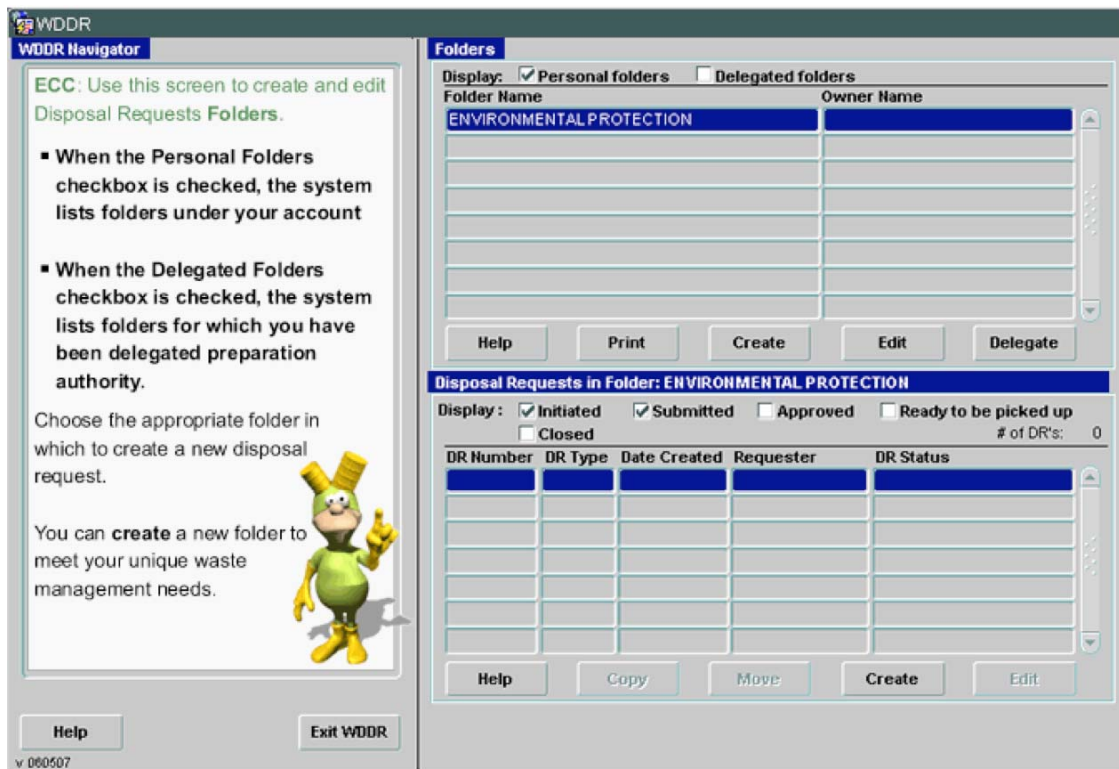 WDDR
WDDR Navigator
ECC: Use this screen to create and edit
Disposal Requests Folders.
▪ When the Personal Folders
checkbox is checked, the system
lists folders under your account
▪ When the Delegated Folders
checkbox is checked, the system
lists folders for which you have
been delegated preparation
authority.
Choose the appropriate folder in
which to create a new disposal
request.
You can create a new folder to
meet your unique waste
management needs.
Help Exit WDDR
v 060507
Folders
Display: Personal folders Delegated folders
Folder Name Owner Name
ENVIRONMENTAL PROTECTION
Help Print Create Edit Delegate
Disposal Requests in Folder: ENVIRONMENTAL PROTECTION
Display : Initiated Submitted Approved Ready to be picked up
Closed # of DR's: 0
DR Number DR Type Date Created Requester DR Status
Help Copy Move Create Edit